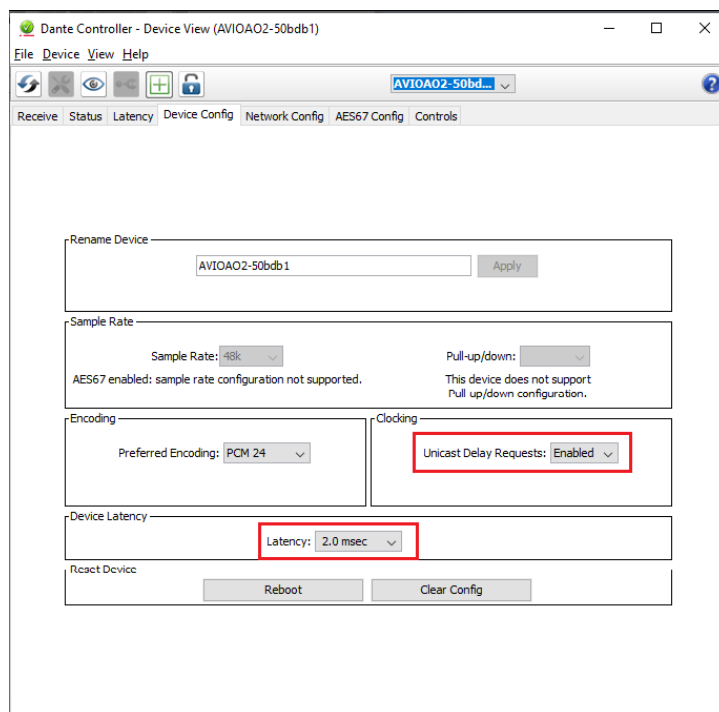 Dante Controller - Device View (AVIOAO2-50bdb1)
File Device View Help
AVIOAO2-50bd...
Receive Status Latency Device Config Network Config AES67 Config Controls
Rename Device
AVIOAO2-50bdb1 Apply
Sample Rate
Sample Rate: 48k Pull-up/down:
AES67 enabled: sample rate configuration not supported. This device does not support
Pull up/down configuration.
Encoding Clocking
Preferred Encoding: PCM 24 Unicast Delay Requests: Enabled
Device Latency
Latency: 2.0 msec
Reset Device
Reboot Clear Config